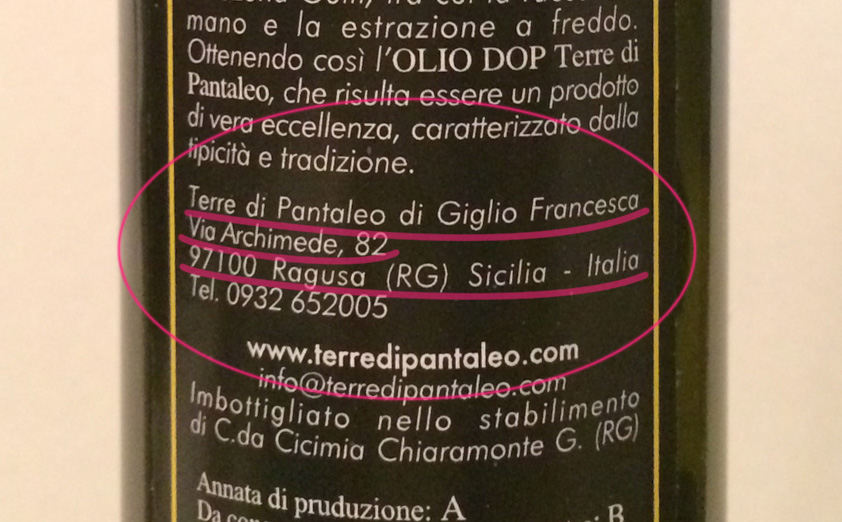 mano e la estrazione a freddo.
Ottenendo così l'OLIO DOP Terre di
Pantaleo, che risulta essere un prodotto
di vera eccellenza, caratterizzato dalla
tipicità e tradizione.
Terre di Pantaleo di Giglio Francesca
Via Archimede, 82
97100 Ragusa (RG) Sicilia - Italia
Tel. 0932 652005
www.terredipantaleo.com
info@terredipantaleo.com
Imbottigliato nello stabilimento
di C.da Cicimia Chiaramonte G. (RG)
Annata di pruduzione: A
: B